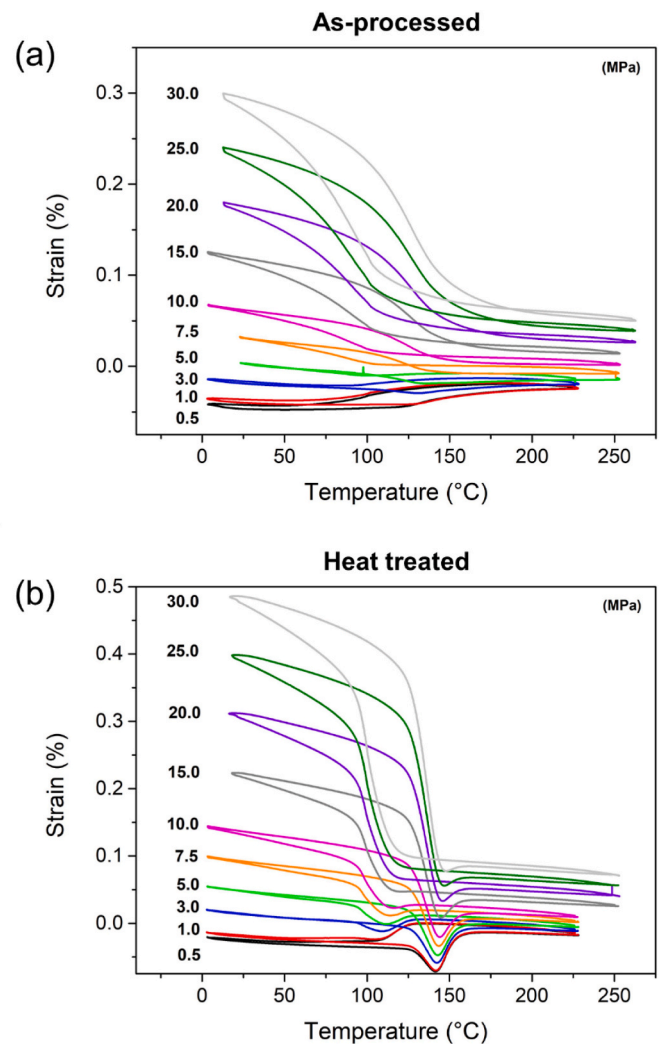 As-processed
(a)
(MPa)
0.3
30.0
25.0
0.2
20.0
15.0
0.1
10.0
7.5
0.0
5.0
3.0
1.0
0.5
Strain (%)
0 50 100 150 200 250
Temperature (°C)
Heat treated
(b)
0.5
30.0
(MPa)
25.0
0.4
20.0
0.3
15.0
0.2
10.0
0.1
7.5
5.0
3.0
0.0
1.0
0.5
Strain (%)
0 50 100 150 200 250
Temperature (°C)